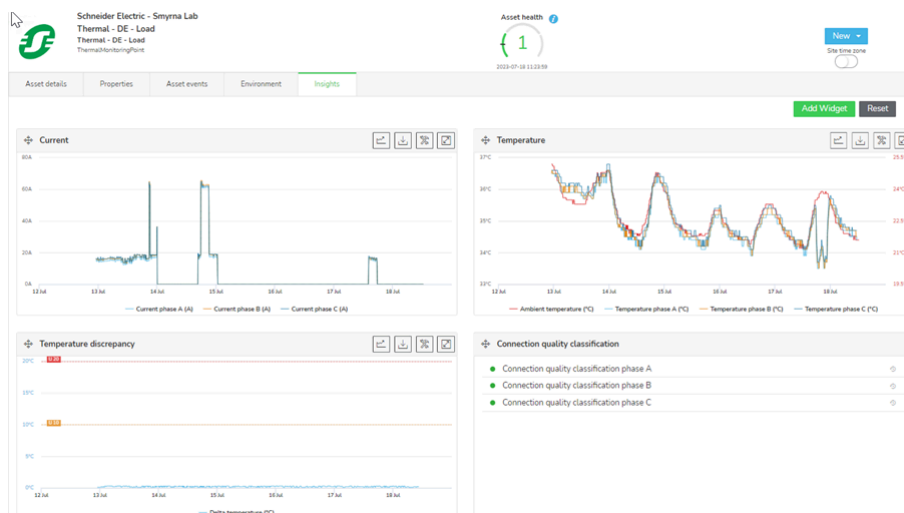 Schneider Electric - Smyrna Lab
Thermal - DE - Load
Thermal - DE - Load
ThermalMonitoringPoint
Asset health
1
2023-07-18 11:23:59
New
Site time zone
Asset details Properties Asset events Environment Insights
Add Widget Reset
Current
80A
60A
40A
20A
0A
12 Jul 13 Jul 14 Jul 15 Jul 16 Jul 17 Jul 18 Jul
Current phase A (A) Current phase B (A) Current phase C (A)
Temperature
37°C
36°C
35°C
34°C
33°C
24°C
21°C
12 Jul 13 Jul 14 Jul 15 Jul 16 Jul 17 Jul 18 Jul
Ambient temperature (°C) Temperature phase A (°C) Temperature phase B (°C) Temperature phase C (°C)
Temperature discrepancy
20°C
15°C
10°C
5°C
0°C
12 Jul 13 Jul 14 Jul 15 Jul 16 Jul 17 Jul 18 Jul
Delta temperature (°C)
Connection quality classification
Connection quality classification phase A
Connection quality classification phase B
Connection quality classification phase C